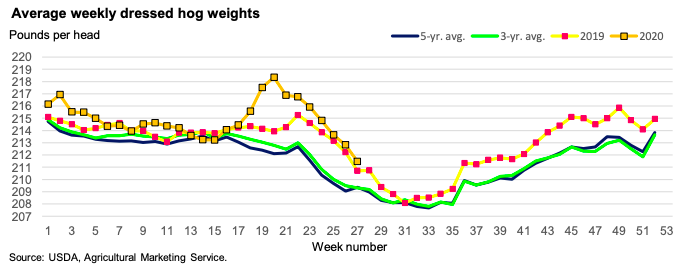 Average weekly dressed hog weights
Pounds per head
5-yr. avg. 3-yr. avg. 2019 2020
220
219
218
217
216
215
214
213
212
211
210
209
208
207
1 3 5 7 9 11 13 15 17 19 21 23 25 27 29 31 33 35 37 39 41 43 45 47 49 51 53
Week number
Source: USDA, Agricultural Marketing Service.